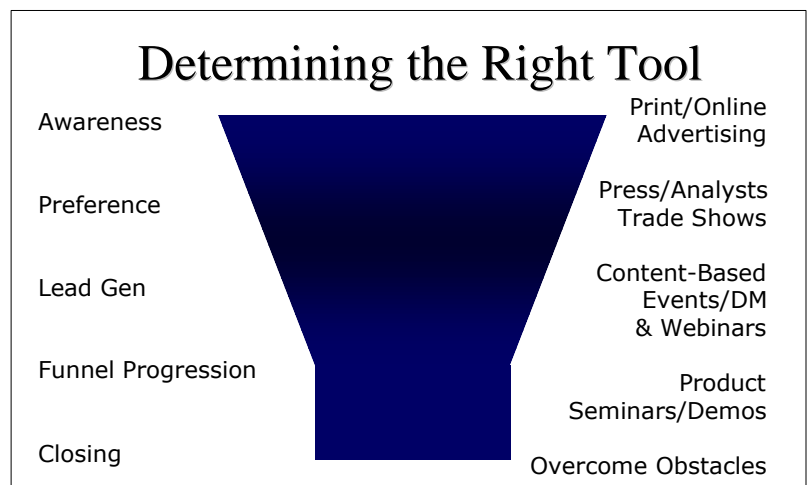 Determining the Right Tool
Awareness
Print/Online
Advertising
Preference
Press/Analysts
Trade Shows
Lead Gen
Content-Based
Events/DM
& Webinars
Funnel Progression
Product
Seminars/Demos
Closing
Overcome Obstacles